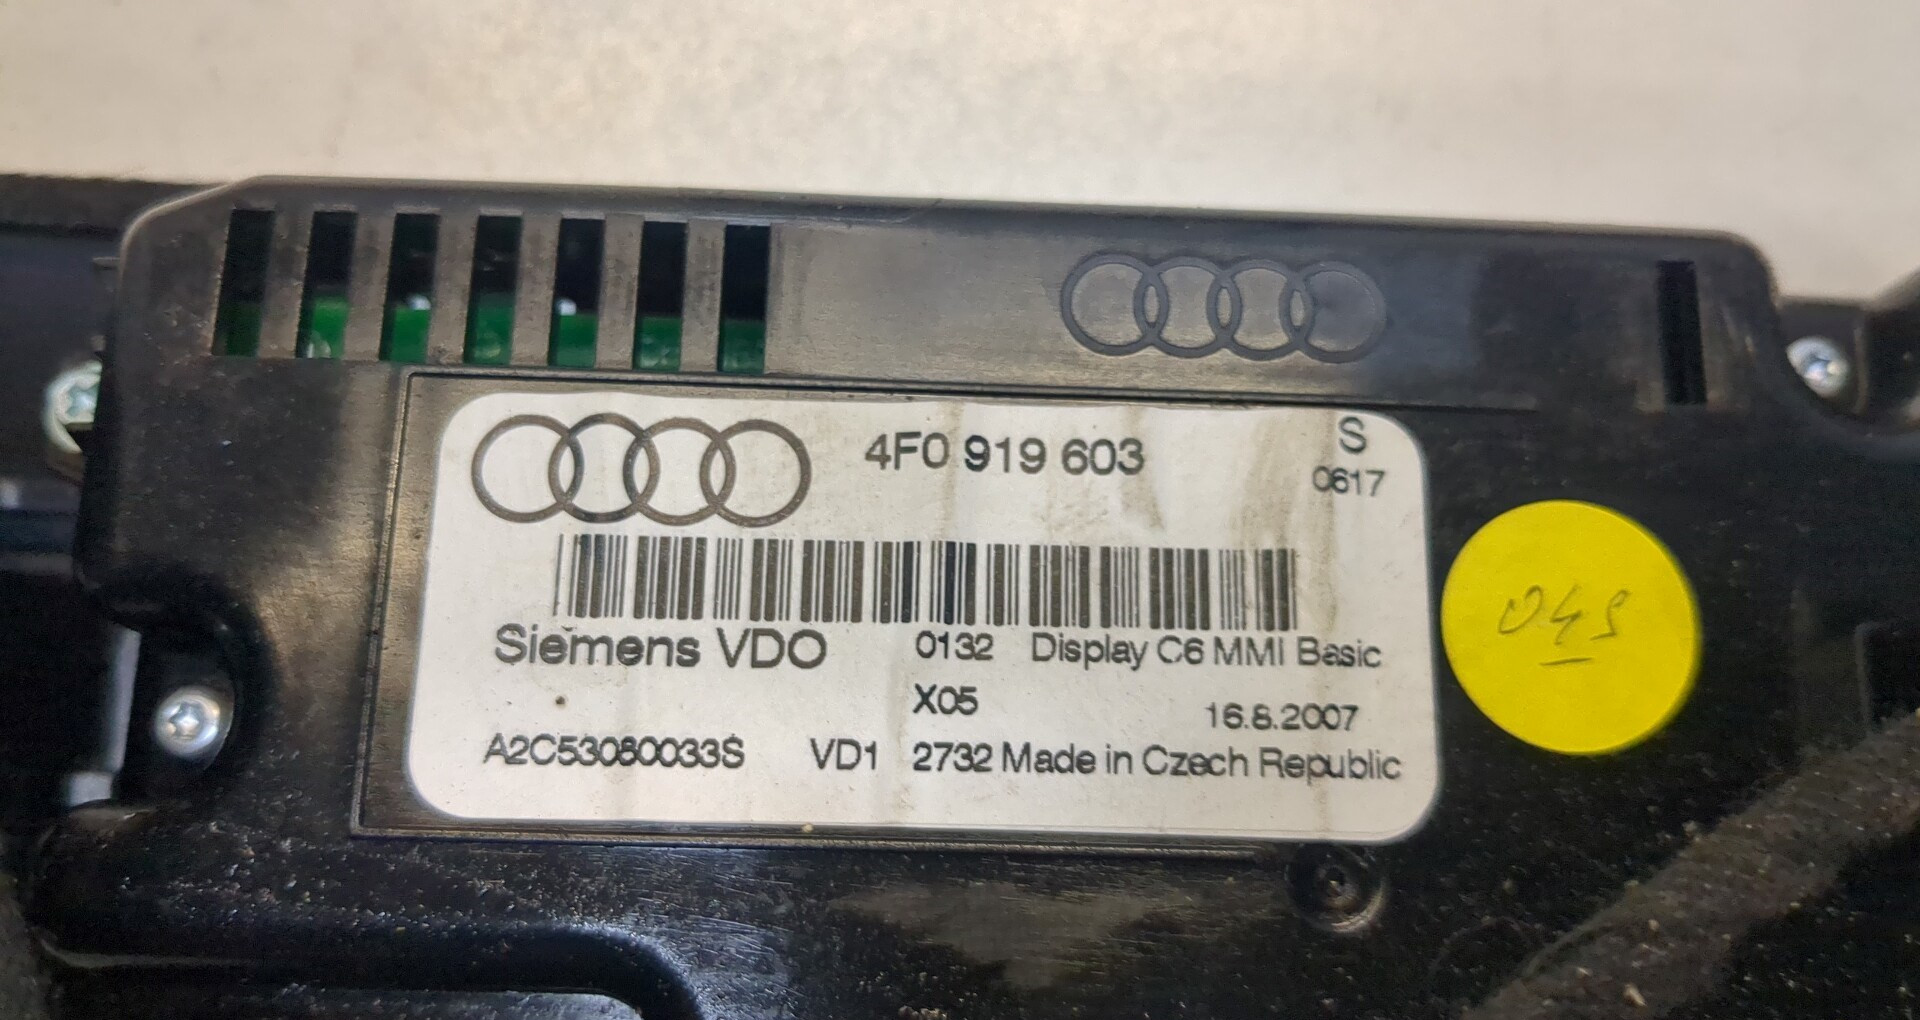 4F0 919 603 S
0617
Siemens VDO 0132 Display C6 MMI Basic
X05 16.8.2007
A2C53080033S VD1 2732 Made in Czech Republic